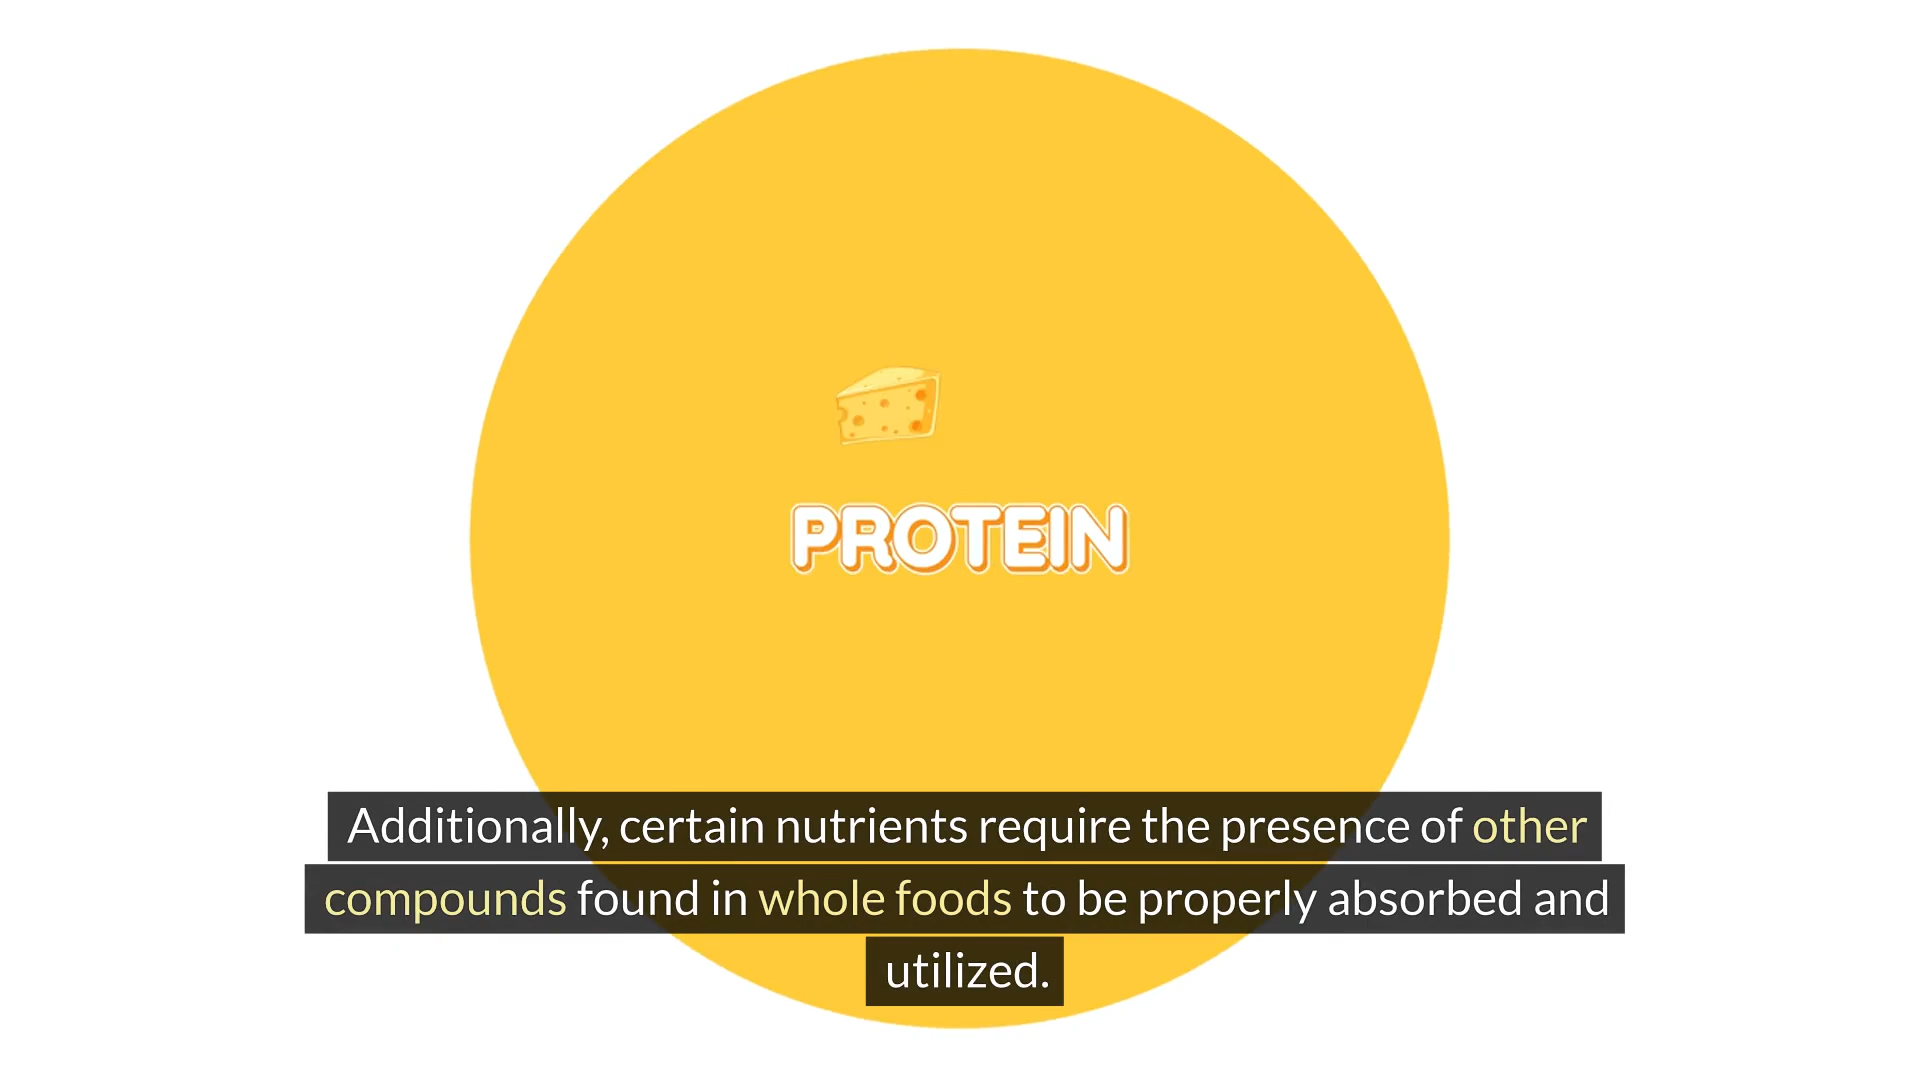 PROTEIN
Additionally, certain nutrients require the presence of other
compounds found in whole foods to be properly absorbed and
utilized.